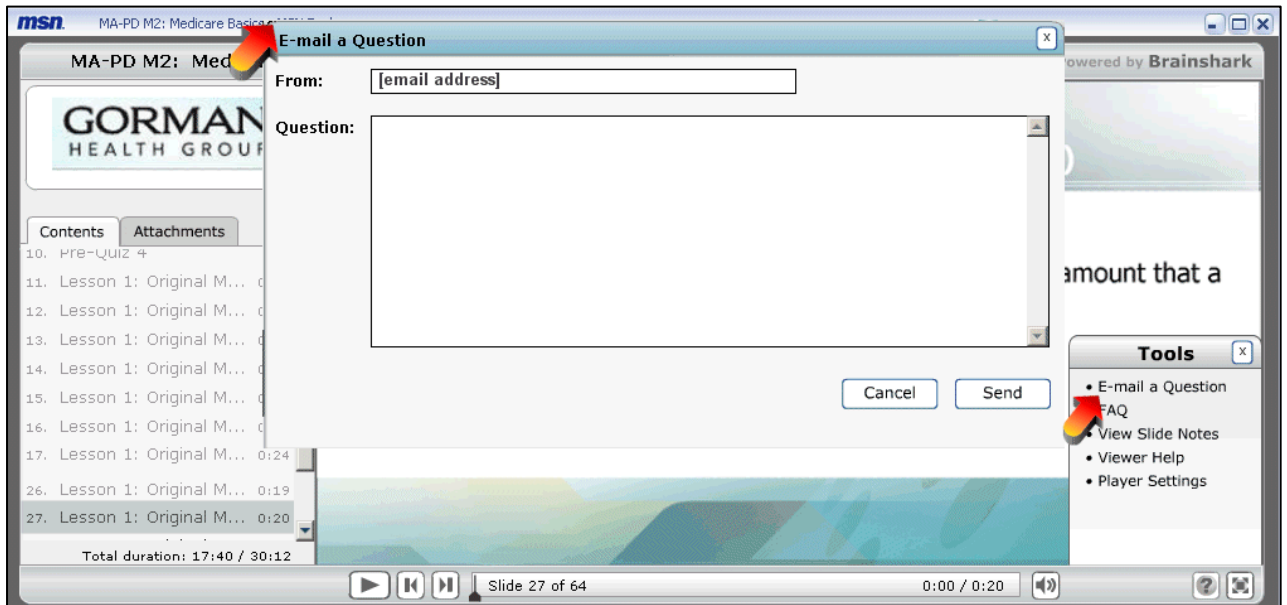 msn. MA-PD M2: Medicare Basics
E-mail a Question
x
MA-PD M2: Med
owered by Brainshark
From: [email address]
GORMAN
HEALTH GROUP
Question:
Contents Attachments
10. Pre-Quiz 4
11. Lesson 1: Original M...
amount that a
12. Lesson 1: Original M...
13. Lesson 1: Original M...
14. Lesson 1: Original M...
15. Lesson 1: Original M...
16. Lesson 1: Original M...
17. Lesson 1: Original M... 0:24
26. Lesson 1: Original M... 0:19
27. Lesson 1: Original M... 0:20
Total duration: 17:40 / 30:12
Cancel Send
Tools x
• E-mail a Question
FAQ
• View Slide Notes
• Viewer Help
• Player Settings
Slide 27 of 64 0:00 / 0:20
?